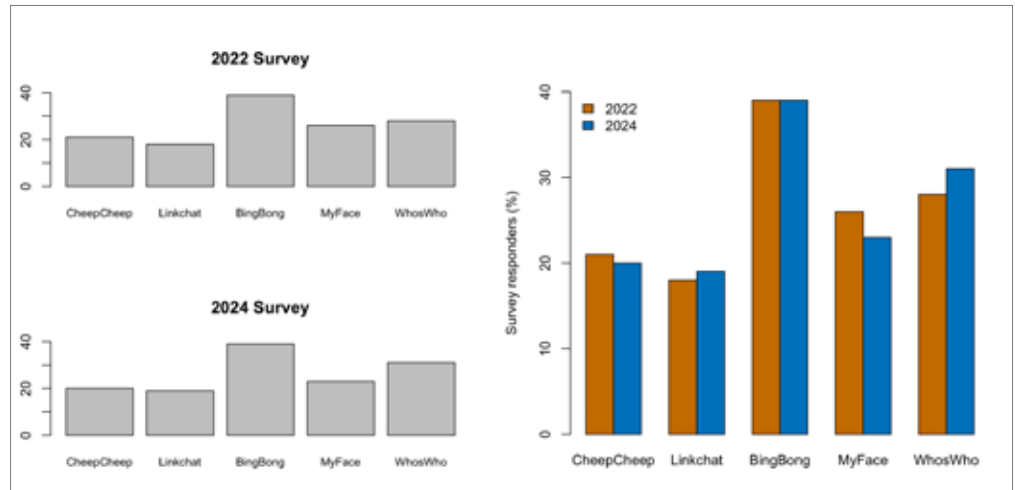 2022 Survey
40
20
0
CheepCheep Linkchat BingBong MyFace WhosWho
2024 Survey
40
20
0
CheepCheep Linkchat BingBong MyFace WhosWho
2022
2024
Survey responders (%)
40
30
20
10
0
CheepCheep Linkchat BingBong MyFace WhosWho